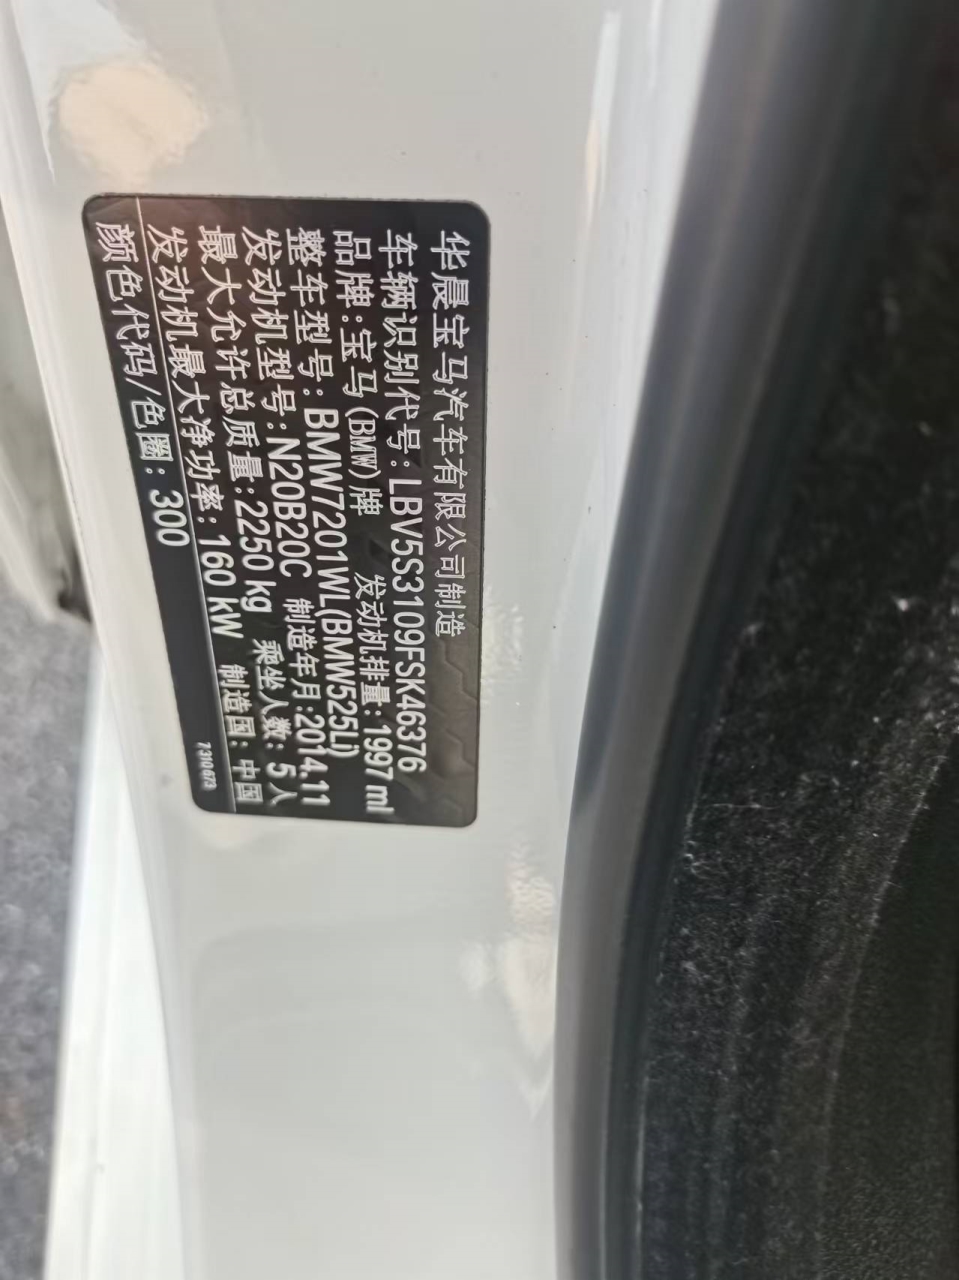 华晨宝马汽车有限公司制造
车辆识别代号:LBV5S3109FSK46376
品牌:宝马(BMW)牌 发动机排量:1997 ml
整车型号:BMW7201WL(BMW525Li)
发动机型号:N20B20C 制造年月:2014.11
最大允许总质量:2250 kg 乘坐人数:5人
发动机最大净功率:160 kW 制造国:中国
颜色代码/色圈:300
7310673